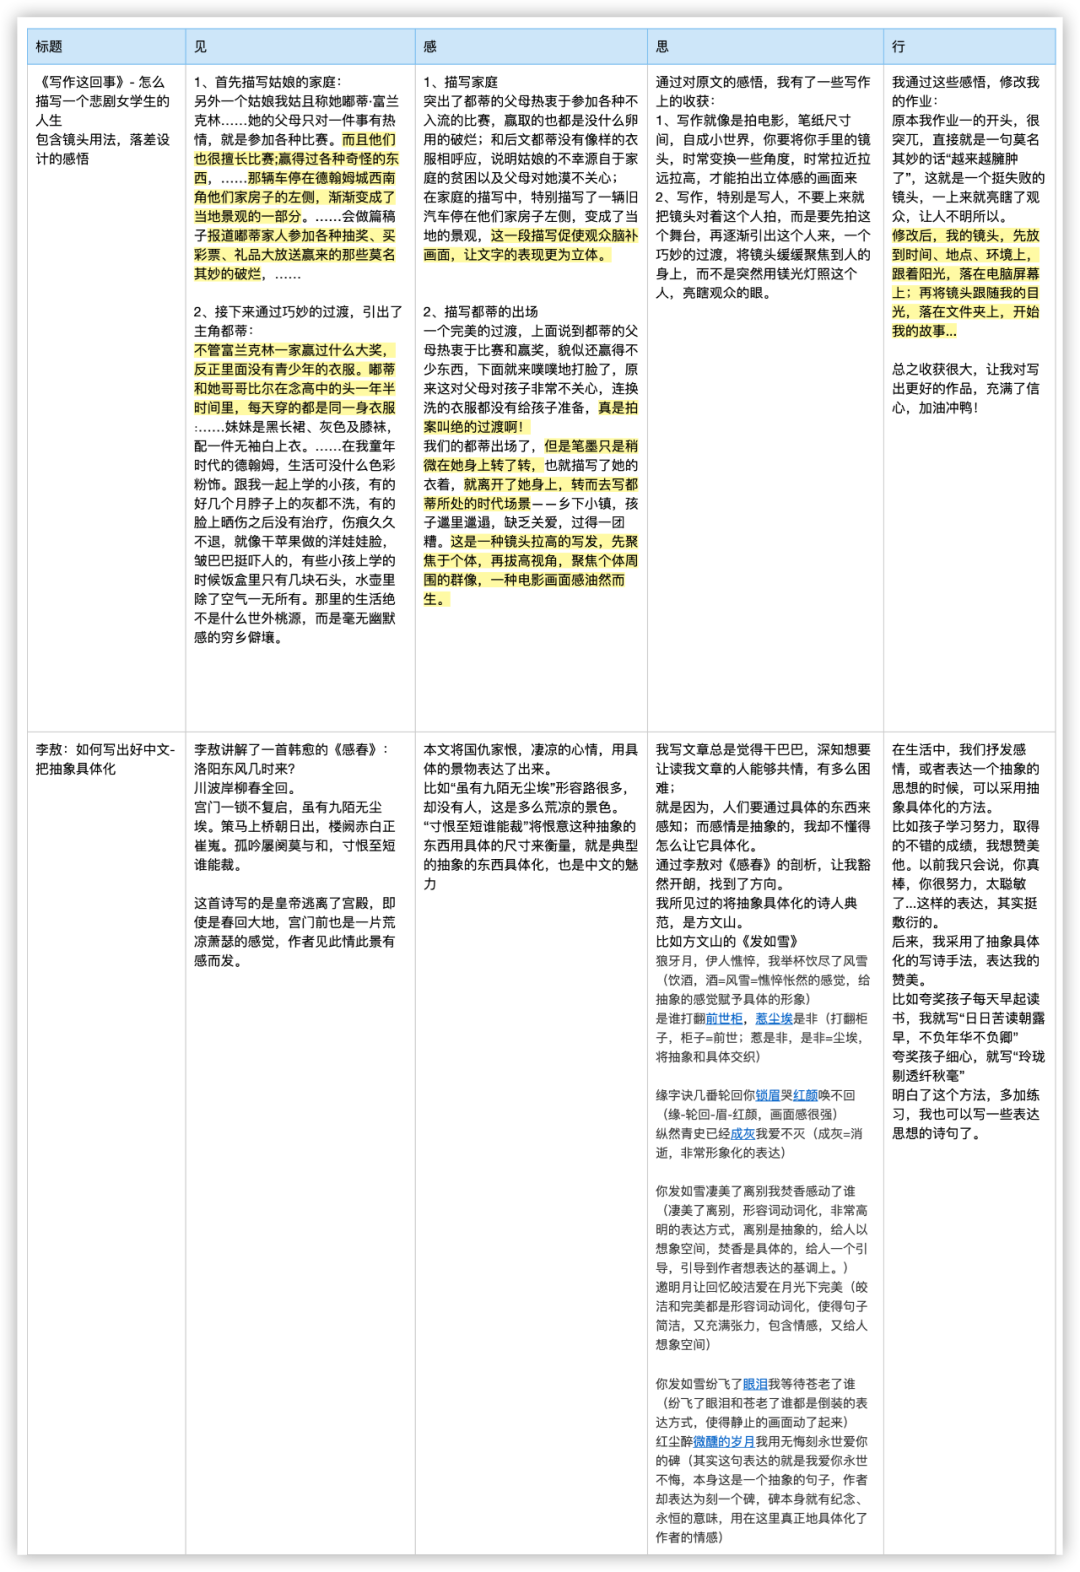 标题
见
感
思
行
《写作这回事》- 怎么
描写一个悲剧女学生的
人生
包含镜头用法，落差设
计的感悟
1、首先描写姑娘的家庭：
另外一个姑娘我姑且称她嘟蒂·富兰
克林……她的父母只对一件事有热
情，就是参加各种比赛。而且他们
也很擅长比赛;赢得过各种奇怪的东
西，……那辆车停在德翰姆城西南
角他们家房子的左侧，渐渐变成了
当地景观的一部分。……会做篇稿
子报道嘟蒂家人参加各种抽奖、买
彩票、礼品大放送赢来的那些莫名
其妙的破烂，……
2、接下来通过巧妙的过渡，引出了
主角都蒂：
不管富兰克林一家赢过什么大奖，
反正里面没有青少年的衣服。嘟蒂
和她哥哥比尔在念高中的头一年半
时间里，每天穿的都是同一身衣服
:……妹妹是黑长裙、灰色及膝袜，
配一件无袖白上衣。……在我童年
时代的德翰姆，生活可没什么色彩
粉饰。跟我一起上学的小孩，有的
好几个月脖子上的灰都不洗，有的
脸上晒伤之后没有治疗，伤痕久久
不退，就像干苹果做的洋娃娃脸，
皱巴巴挺吓人的，有些小孩上学的
时候饭盒里只有几块石头，水壶里
除了空气一无所有。那里的生活绝
不是什么世外桃源，而是毫无幽默
感的穷乡僻壤。
1、描写家庭
突出了都蒂的父母热衷于参加各种不
入流的比赛，赢取的也都是没什么卵
用的破烂；和后文都蒂没有像样的衣
服相呼应，说明姑娘的不幸源自于家
庭的贫困以及父母对她漠不关心；
在家庭的描写中，特别描写了一辆旧
汽车停在他们家房子左侧，变成了当
地的景观，这一段描写促使观众脑补
画面，让文字的表现更为立体。
2、描写都蒂的出场
一个完美的过渡，上面说到都蒂的父
母热衷于比赛和赢奖，貌似还赢得不
少东西，下面就来噗噗地打脸了，原
来这对父母对孩子非常不关心，连换
洗的衣服都没有给孩子准备，真是拍
案叫绝的过渡啊！
我们的都蒂出场了，但是笔墨只是稍
微在她身上转了转，也就描写了她的
衣着，就离开了她身上，转而去写都
蒂所处的时代场景——乡下小镇，孩
子邋里邋遢，缺乏关爱，过得一团
糟。这是一种镜头拉高的写发，先聚
焦于个体，再拔高视角，聚焦个体周
围的群像，一种电影画面感油然而
生。
通过对原文的感悟，我有了一些写作
上的收获：
1、写作就像是拍电影，笔纸尺寸
间，自成小世界，你要将你手里的镜
头，时常变换一些角度，时常拉近拉
远拉高，才能拍出立体感的画面来
2、写作，特别是写人，不要上来就
把镜头对着这个人拍，而是要先拍这
个舞台，再逐渐引出这个人来，一个
巧妙的过渡，将镜头缓缓聚焦到人的
身上，而不是突然用镁光灯照这个
人，亮瞎观众的眼。
我通过这些感悟，修改我
的作业：
原本我作业一的开头，很
突兀，直接就是一句莫名
其妙的话“越来越臃肿
了”，这就是一个挺失败的
镜头，一上来就亮瞎了观
众，让人不明所以。
修改后，我的镜头，先放
到时间、地点、环境上，
跟着阳光，落在电脑屏幕
上；再将镜头跟随我的目
光，落在文件夹上，开始
我的故事...
总之收获很大，让我对写
出更好的作品，充满了信
心，加油冲鸭！
李敖：如何写出好中文-
把抽象具体化
李敖讲解了一首韩愈的《感春》：
洛阳东风几时来?
川波岸柳春全回。
宫门一锁不复启，虽有九陌无尘
埃。策马上桥朝日出，楼阙赤白正
崔嵬。孤吟屡阕莫与和，寸恨至短
谁能裁。
这首诗写的是皇帝逃离了宫殿，即
使是春回大地，宫门前也是一片荒
凉萧瑟的感觉，作者见此情此景有
感而发。
本文将国仇家恨，凄凉的心情，用具
体的景物表达了出来。
比如“虽有九陌无尘埃”形容路很多，
却没有人，这是多么荒凉的景色。
“寸恨至短谁能裁”将恨意这种抽象的
东西用具体的尺寸来衡量，就是典型
的抽象的东西具体化，也是中文的魅
力
我写文章总是觉得干巴巴，深知想要
让读我文章的人能够共情，有多么困
难；
就是因为，人们要通过具体的东西来
感知；而感情是抽象的，我却不懂得
怎么让它具体化。
通过李敖对《感春》的剖析，让我豁
然开朗，找到了方向。
我所见过的将抽象具体化的诗人典
范，是方文山。
比如方文山的《发如雪》
狼牙月，伊人憔悴，我举杯饮尽了风雪
（饮酒，酒=风雪=憔悴怅然的感觉，给
抽象的感觉赋予具体的形象）
是谁打翻前世柜，惹尘埃是非（打翻柜
子，柜子=前世；惹是非，是非=尘埃，
将抽象和具体交织）
缘字诀几番轮回你锁眉哭红颜唤不回
（缘-轮回-眉-红颜，画面感很强）
纵然青史已经成灰我爱不灭（成灰=消
逝，非常形象化的表达）
你发如雪凄美了离别我焚香感动了谁
（凄美了离别，形容词动词化，非常高
明的表达方式，离别是抽象的，给人以
想象空间，焚香是具体的，给人一个引
导，引导到作者想表达的基调上。）
邀明月让回忆皎洁爱在月光下完美（皎
洁和完美都是形容词动词化，使得句子
简洁，又充满张力，包含情感，又给人
想象空间）
你发如雪纷飞了眼泪我等待苍老了谁
（纷飞了眼泪和苍老了谁都是倒装的表
达方式，使得静止的画面动了起来）
红尘醉微醺的岁月我用无悔刻永世爱你
的碑（其实这句表达的就是我爱你永世
不悔，本身这是一个抽象的句子，作者
却表达为刻一个碑，碑本身就有纪念、
永恒的意味，用在这里真正地具体化了
作者的情感）
在生活中，我们抒发感
情，或者表达一个抽象的
思想的时候，可以采用抽
象具体化的方法。
比如孩子学习努力，取得
的不错的成绩，我想赞美
他。以前我只会说，你真
棒，你很努力，太聪敏
了...这样的表达，其实挺
敷衍的。
后来，我采用了抽象具体
化的写诗手法，表达我的
赞美。
比如夸奖孩子每天早起读
书，我就写“日日苦读朝露
早，不负年华不负卿”
夸奖孩子细心，就写“玲珑
剔透纤秋毫”
明白了这个方法，多加练
习，我也可以写一些表达
思想的诗句了。